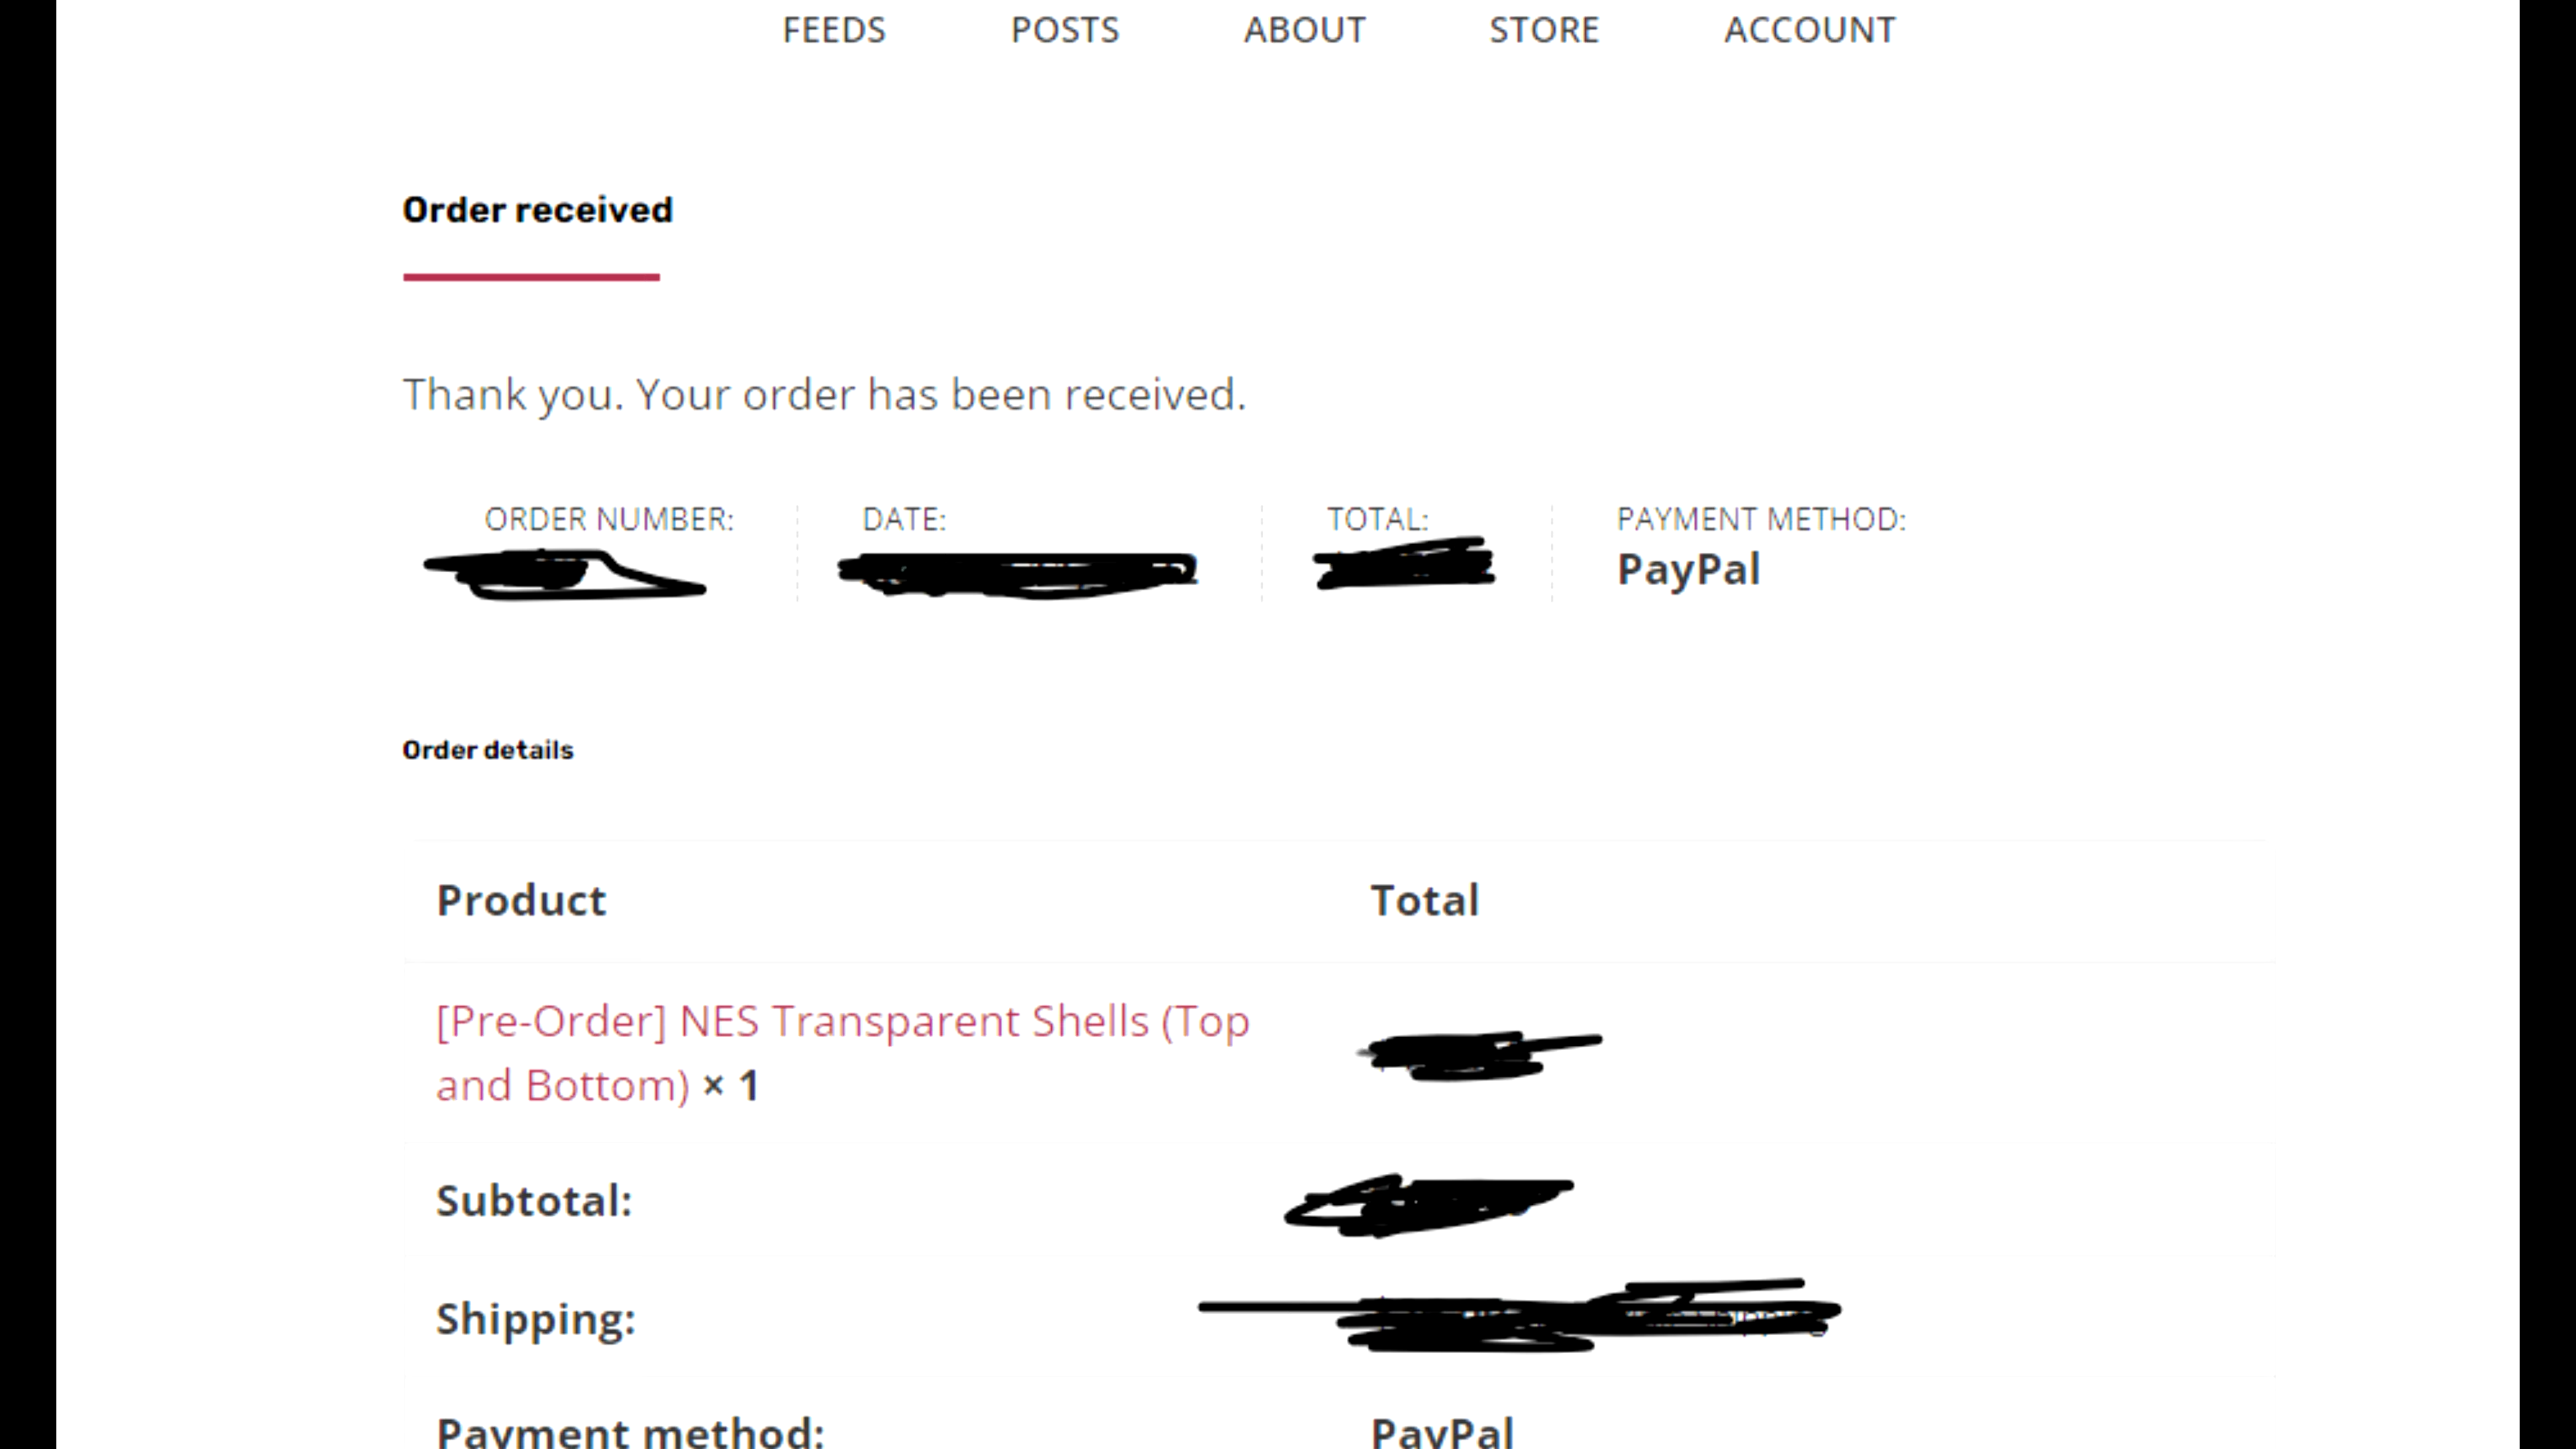 FEEDS POSTS ABOUT STORE ACCOUNT
Order received
Thank you. Your order has been received.
ORDER NUMBER: DATE: TOTAL: PAYMENT METHOD:
PayPal
Order details
Product Total
[Pre-Order] NES Transparent Shells (Top
and Bottom) × 1
Subtotal:
Shipping:
Payment method: PayPal